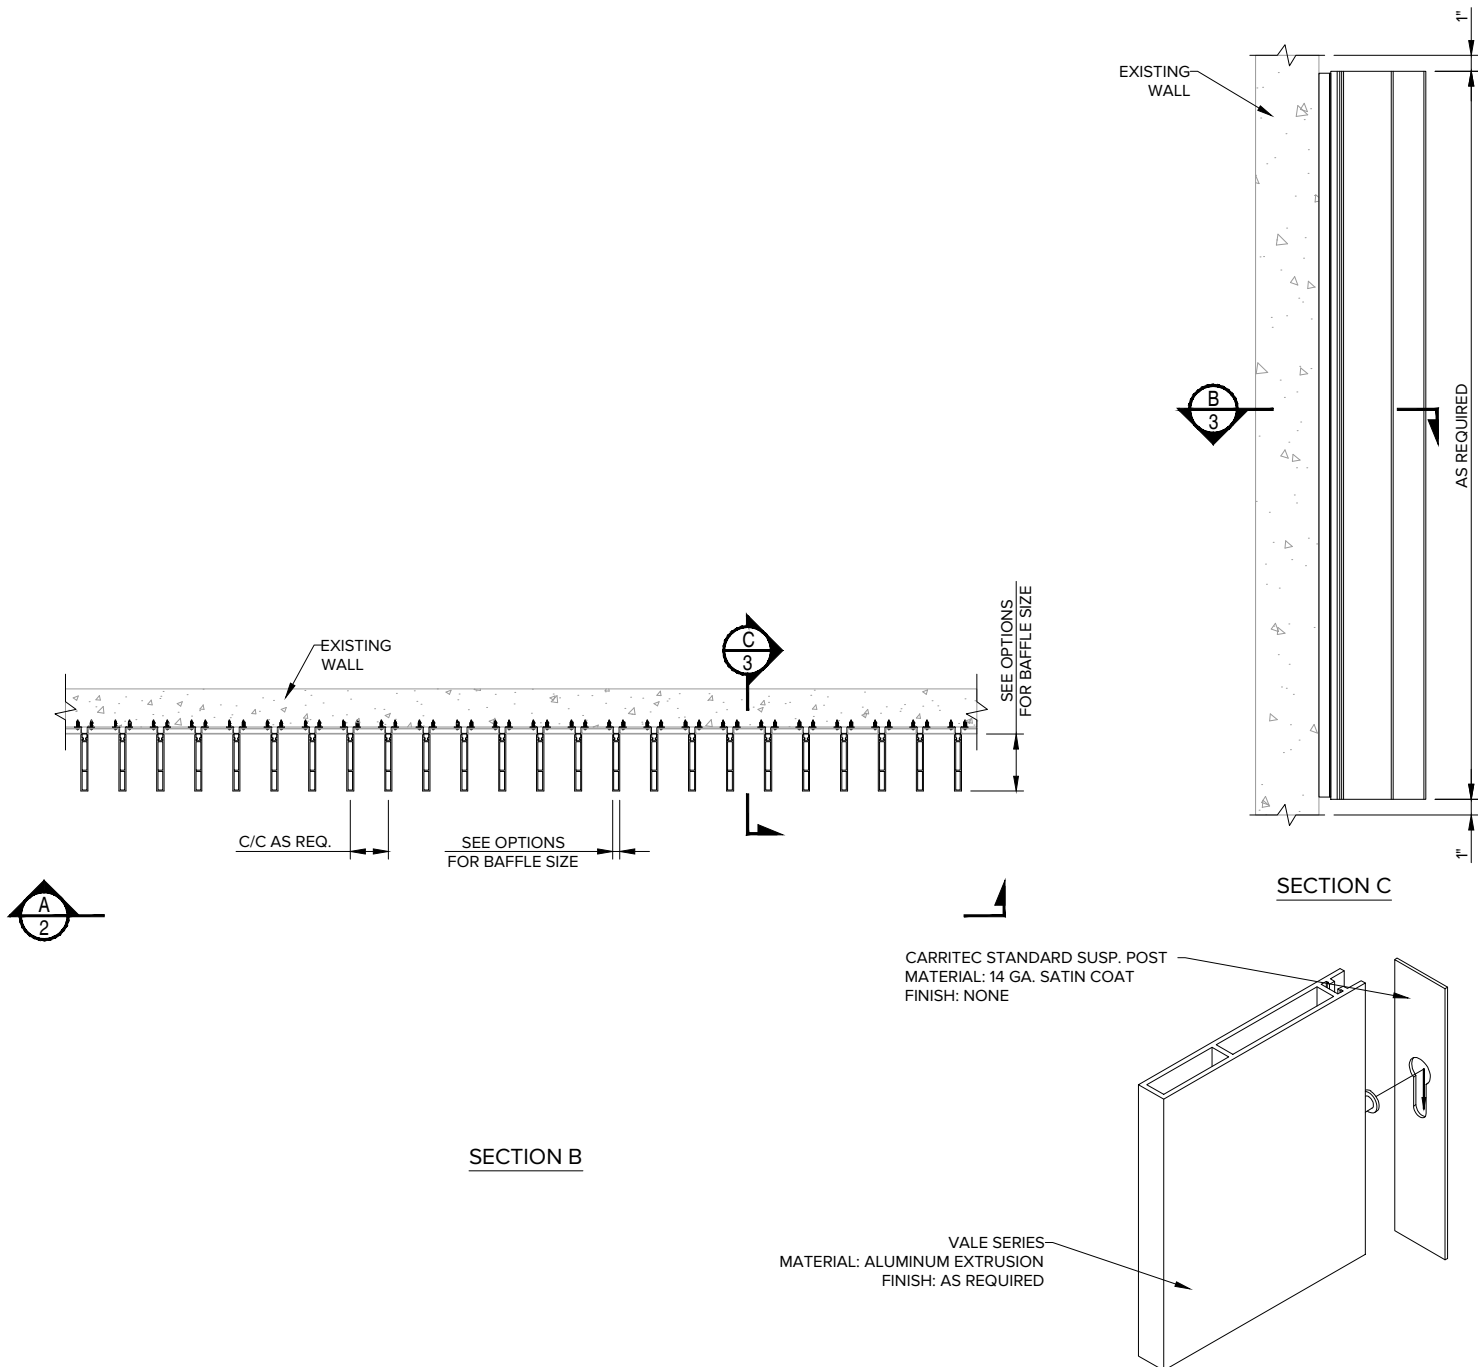 1"
EXISTING
WALL
B
3
AS REQUIRED
1"
SECTION C
EXISTING
WALL
C
3
SEE OPTIONS
FOR BAFFLE SIZE
C/C AS REQ.
SEE OPTIONS
FOR BAFFLE SIZE
A
2
SECTION B
CARRITEC STANDARD SUSP. POST
MATERIAL: 14 GA. SATIN COAT
FINISH: NONE
VALE SERIES
MATERIAL: ALUMINUM EXTRUSION
FINISH: AS REQUIRED